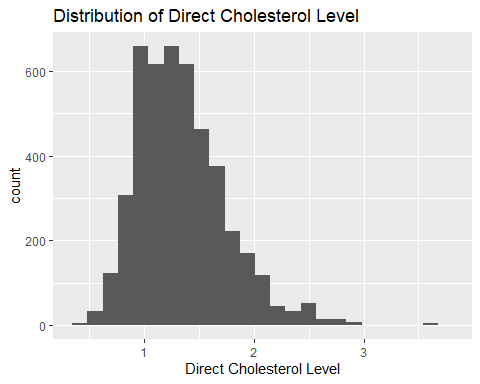 Distribution of Direct Cholesterol Level
600
400
200
0
count
1 2 3
Direct Cholesterol Level